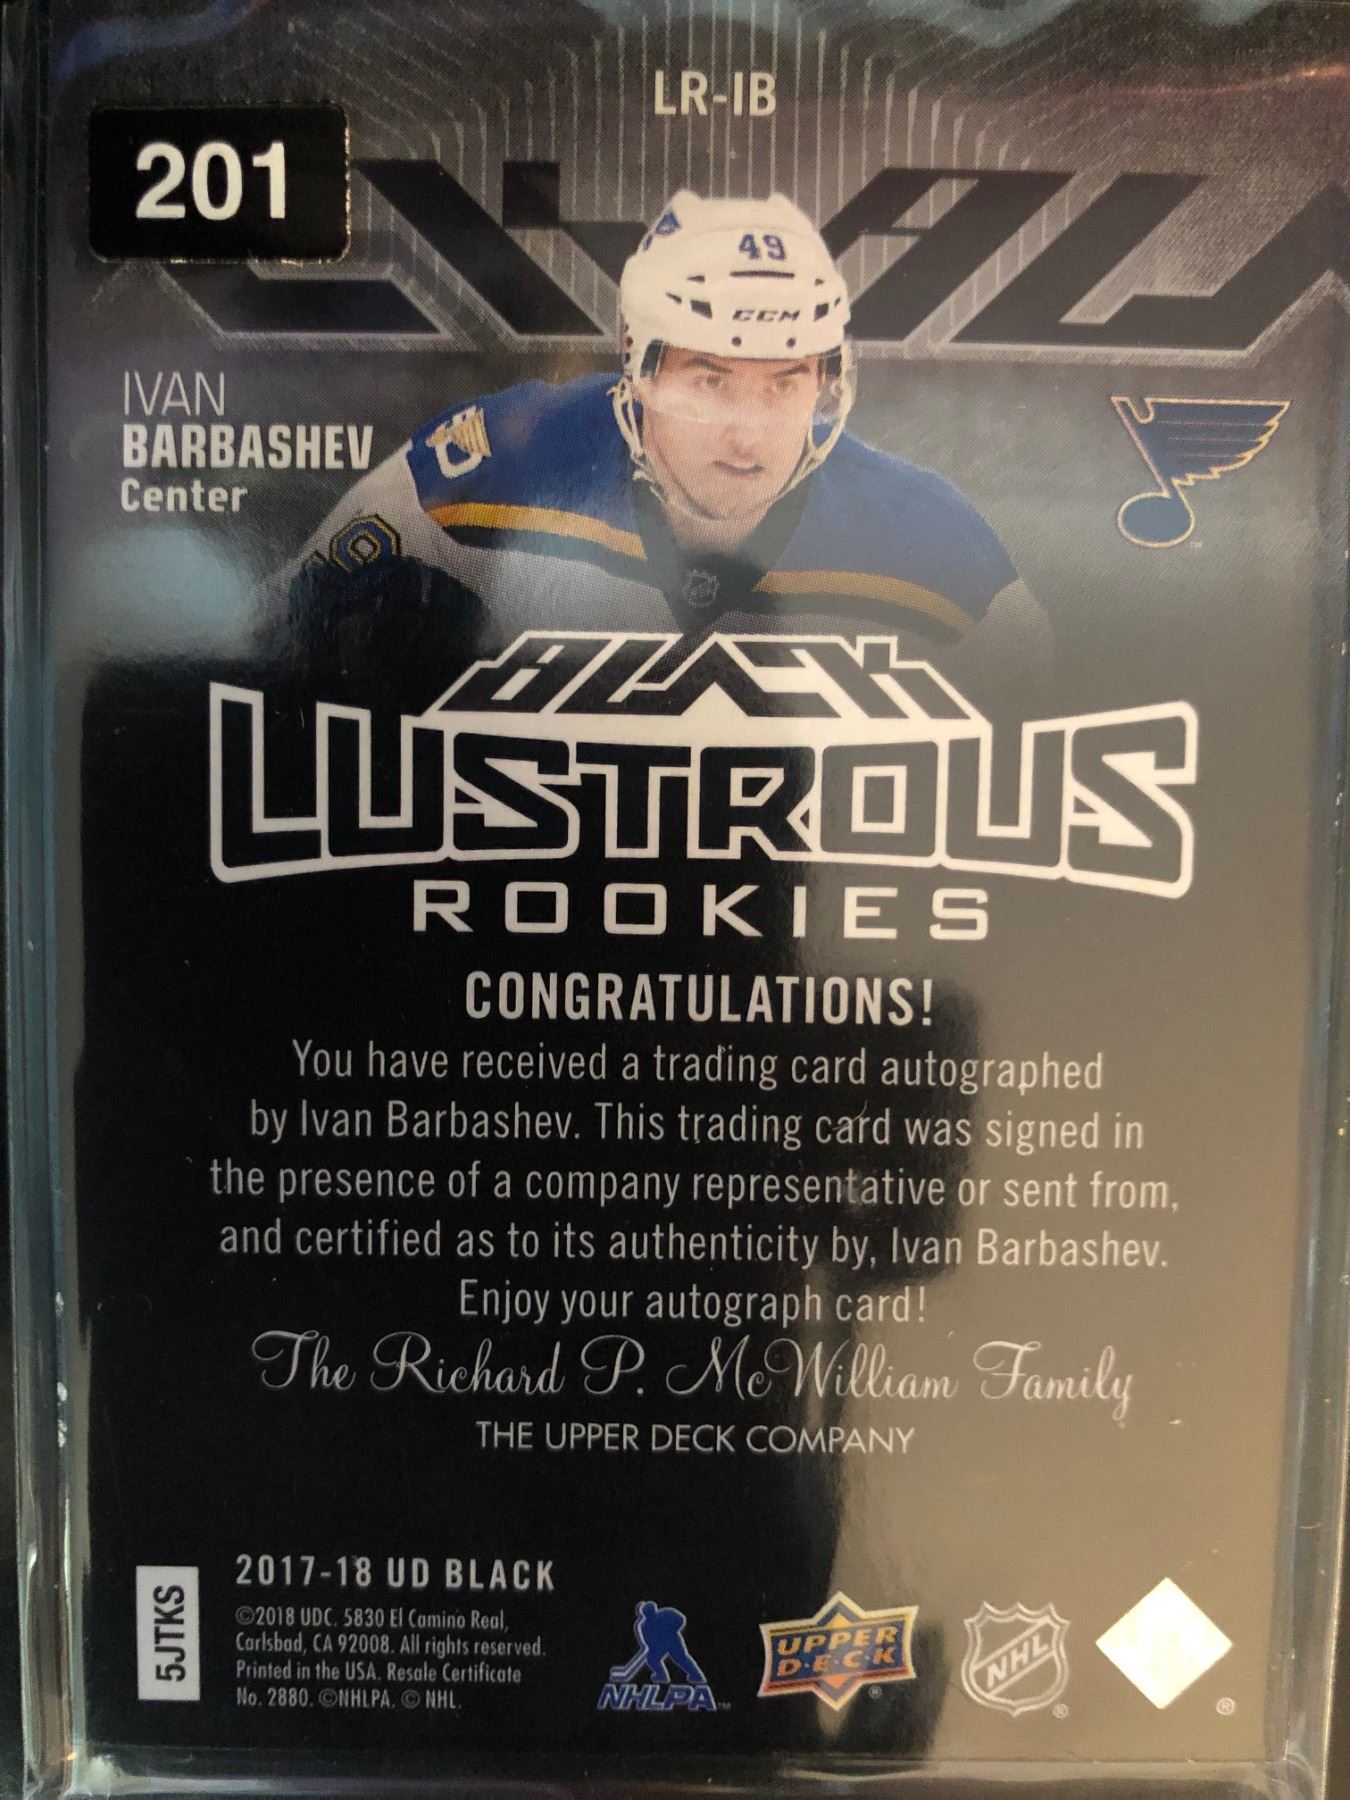 LR-IB
201
49
CCM
IVAN
BARBASHEV
Center
BLACK
LUSTROUS
ROOKIES
CONGRATULATIONS!
You have received a trading card autographed
by Ivan Barbashev. This trading card was signed in
the presence of a company representative or sent from,
and certified as to its authenticity by, Ivan Barbashev.
Enjoy your autograph card!
The Richard P. McWilliam Family
THE UPPER DECK COMPANY
5JTKS
2017-18 UD BLACK
©2018 UDC. 5830 El Camino Real,
Carlsbad, CA 92008. All rights reserved.
Printed in the USA. Resale Certificate
No. 2880. ©NHLPA. © NHL.
NHLPA™
UPPER
D·E·C·K®
NHL®
®